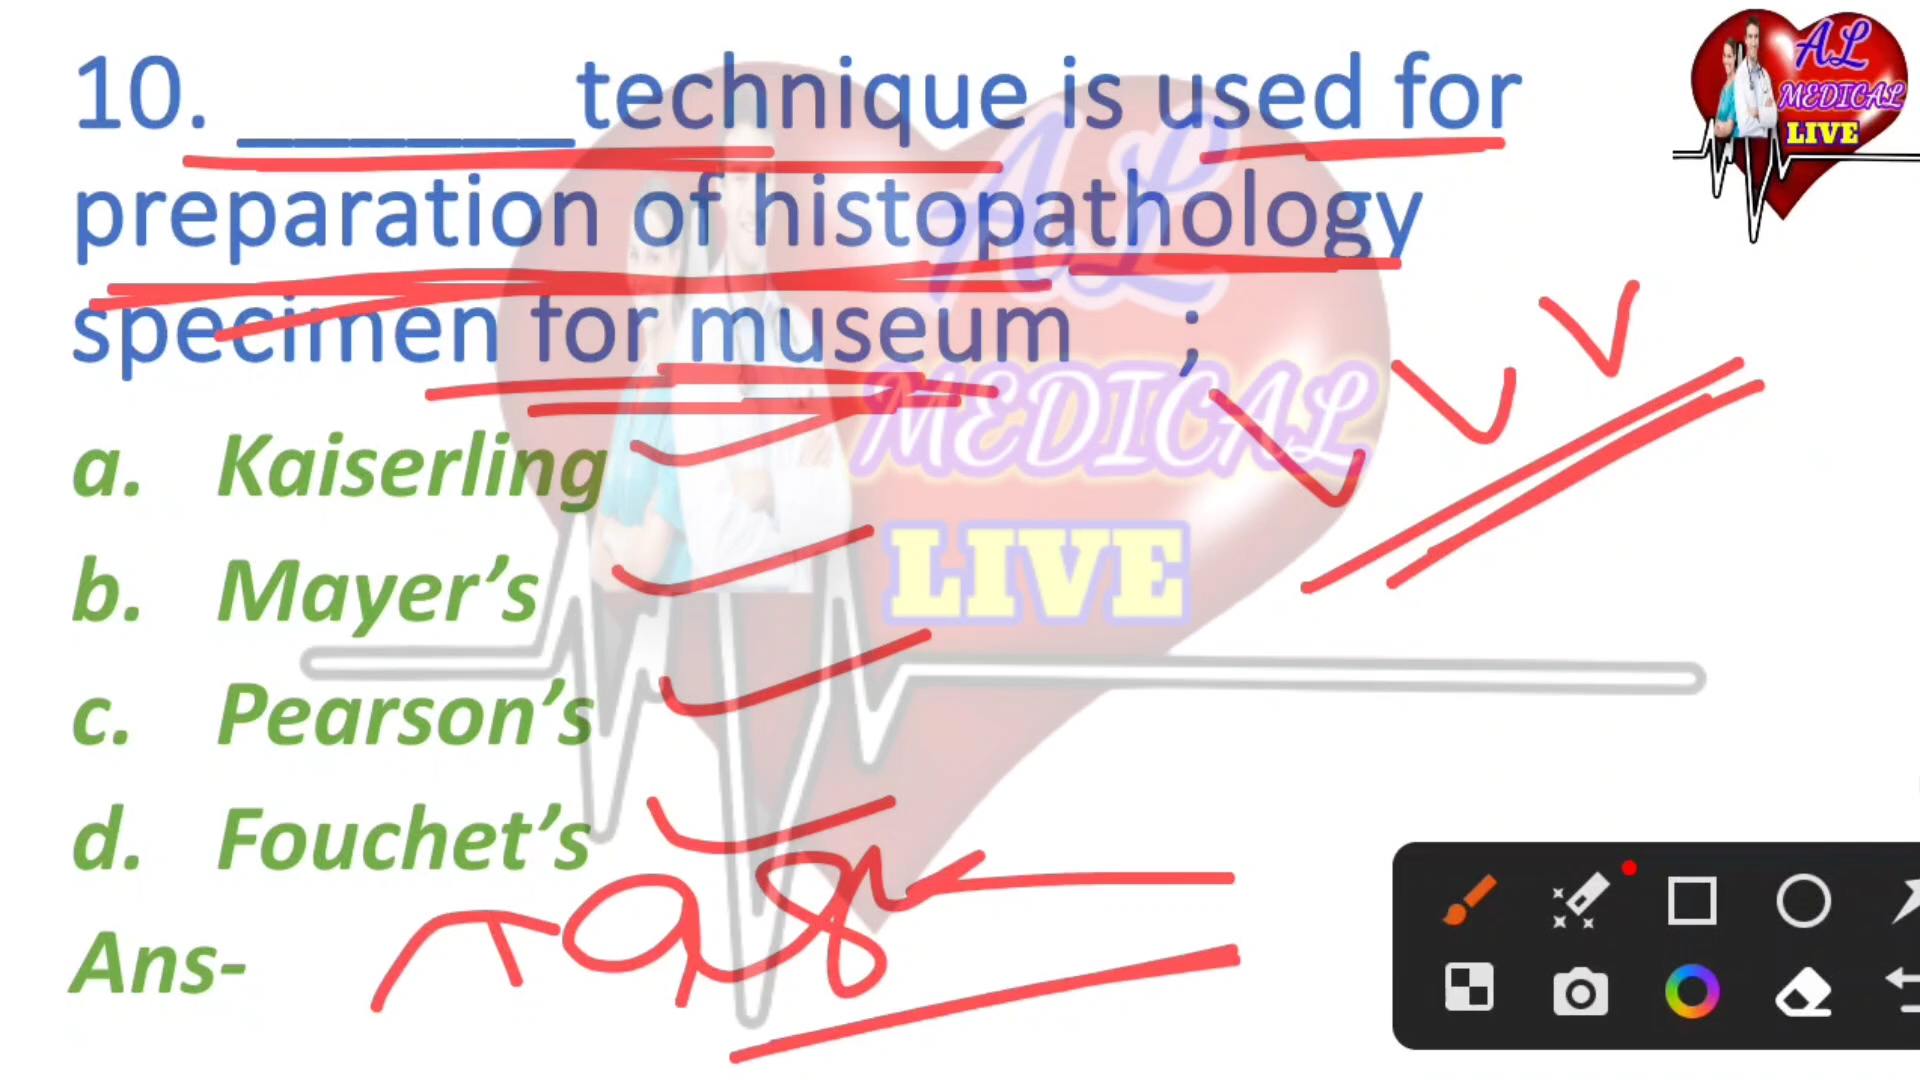 10. ______technique is used for
preparation of histopathology
specimen for museum ;
a. Kaiserling
b. Mayer’s
c. Pearson’s
d. Fouchet’s
Ans-
AL
MEDICAL
LIVE
AL
MEDICAL
LIVE